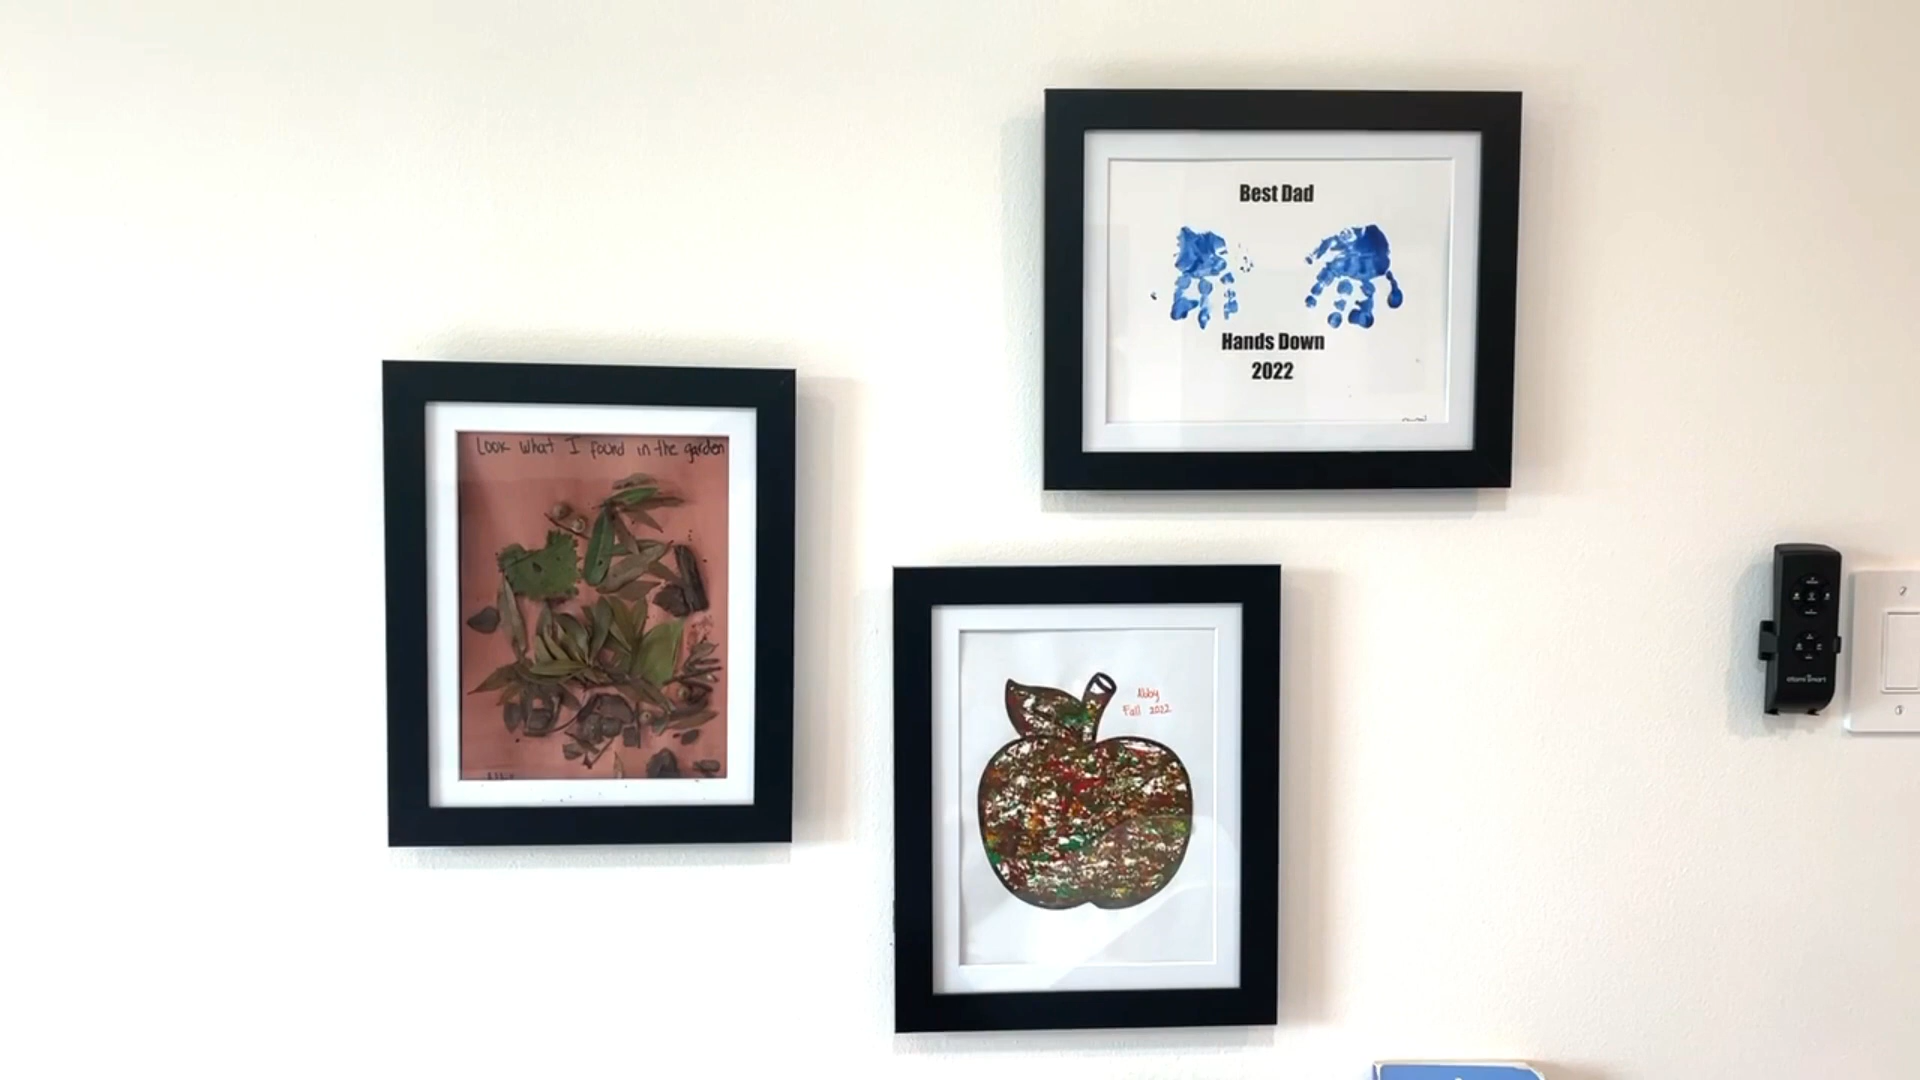 Best Dad
Hands Down
2022
Look what I found in the garden
Abby
Fall 2022